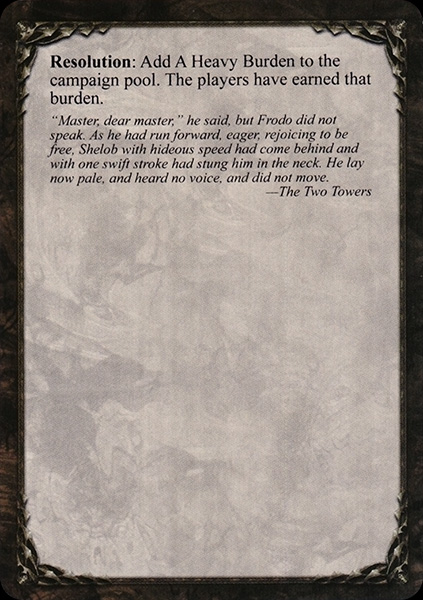 Resolution: Add A Heavy Burden to the
campaign pool. The players have earned that
burden.
“Master, dear master,” he said, but Frodo did not
speak. As he had run forward, eager, rejoicing to be
free, Shelob with hideous speed had come behind and
with one swift stroke had stung him in the neck. He lay
now pale, and heard no voice, and did not move.
—The Two Towers